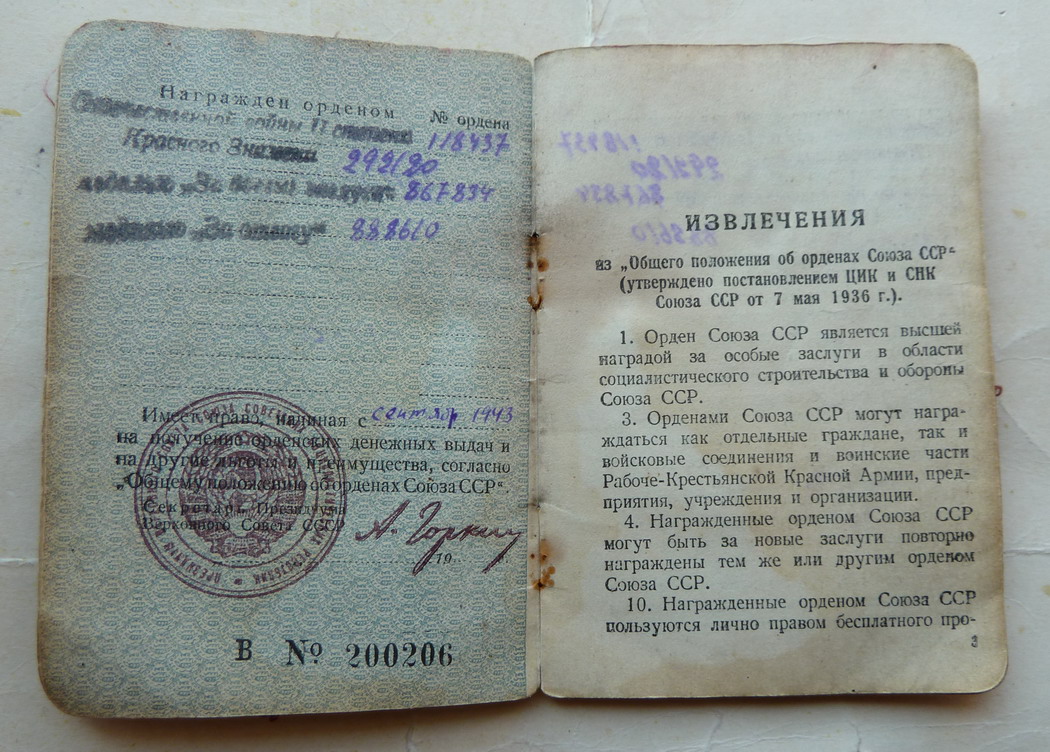 Награжден орденом
№ ордена
Отечественной войны II степени 118437
Красного Знамени 292120
медалью „За боевые заслуги“ 867834
медалью „За отвагу“ 888610
Имеет право, начиная с сентяб 1943
на получение орденских денежных выдач и
на другие льготы и преимущества, согласно
„Общему положению об орденах Союза ССР“.
Секретарь Президиума
Верховного Совета СССР А. Горкин
19
В № 200206
ИЗВЛЕЧЕНИЯ
из „Общего положения об орденах Союза ССР“
(утверждено постановлением ЦИК и СНК
Союза ССР от 7 мая 1936 г.).
1. Орден Союза ССР является высшей
наградой за особые заслуги в области
социалистического строительства и обороны
Союза ССР.
3. Орденами Союза ССР могут награ-
ждаться как отдельные граждане, так и
войсковые соединения и воинские части
Рабоче-Крестьянской Красной Армии, пред-
приятия, учреждения и организации.
4. Награжденные орденом Союза ССР
могут быть за новые заслуги повторно
награждены тем же или другим орденом
Союза ССР.
10. Награжденные орденом Союза ССР
пользуются лично правом бесплатного про-
3